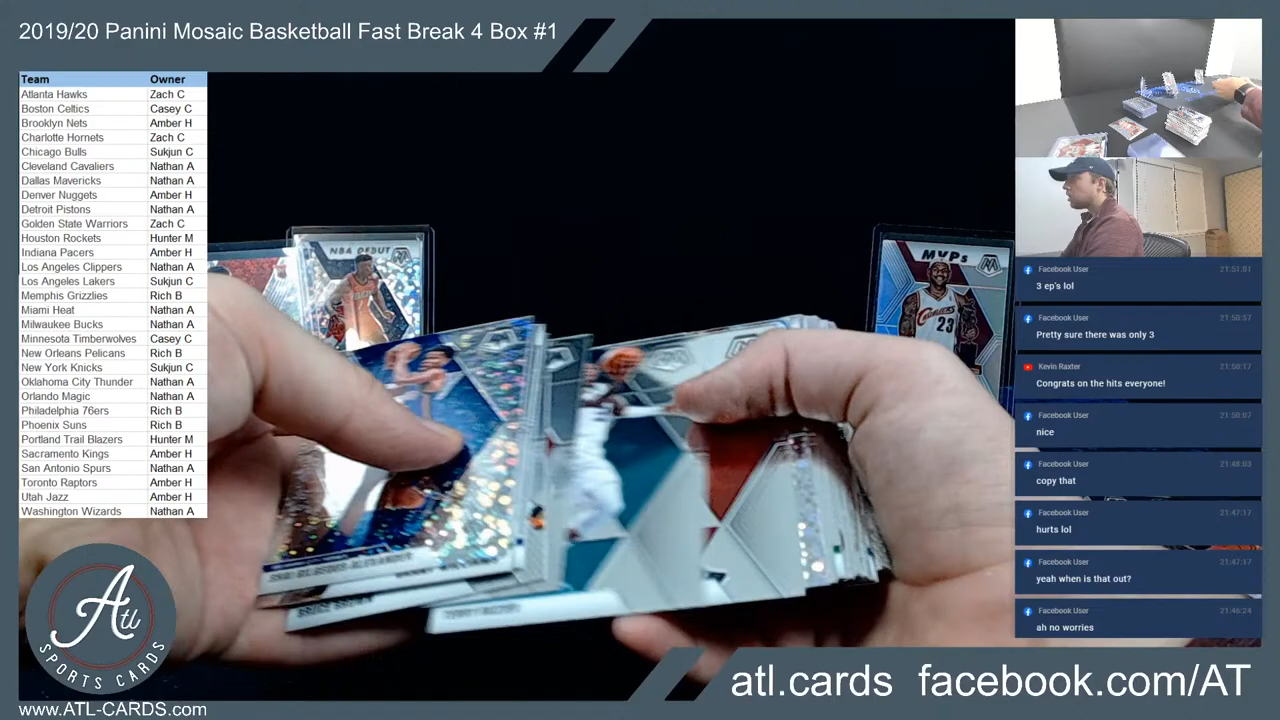 2019/20 Panini Mosaic Basketball Fast Break 4 Box #1
Team Owner
Atlanta Hawks Zach C
Boston Celtics Casey C
Brooklyn Nets Amber H
Charlotte Hornets Zach C
Chicago Bulls Sukjun C
Cleveland Cavaliers Nathan A
Dallas Mavericks Nathan A
Denver Nuggets Amber H
Detroit Pistons Nathan A
Golden State Warriors Zach C
Houston Rockets Hunter M
Indiana Pacers Amber H
Los Angeles Clippers Nathan A
Los Angeles Lakers Sukjun C
Memphis Grizzlies Rich B
Miami Heat Nathan A
Milwaukee Bucks Nathan A
Minnesota Timberwolves Casey C
New Orleans Pelicans Rich B
New York Knicks Sukjun C
Oklahoma City Thunder Nathan A
Orlando Magic Nathan A
Philadelphia 76ers Rich B
Phoenix Suns Rich B
Portland Trail Blazers Hunter M
Sacramento Kings Amber H
San Antonio Spurs Nathan A
Toronto Raptors Amber H
Utah Jazz Amber H
Washington Wizards Nathan A
NBA DEBUT
MVPs
23
Facebook User 21:51:01
3 ep's lol
Facebook User 21:50:57
Pretty sure there was only 3
Kevin Raxter 21:50:17
Congrats on the hits everyone!
Facebook User 21:50:07
nice
Facebook User 21:48:03
copy that
Facebook User 21:47:17
hurts lol
Facebook User 21:47:17
yeah when is that out?
Facebook User 21:46:24
ah no worries
Atl
SPORTS CARDS
www.ATL-CARDS.com
atl.cards facebook.com/AT